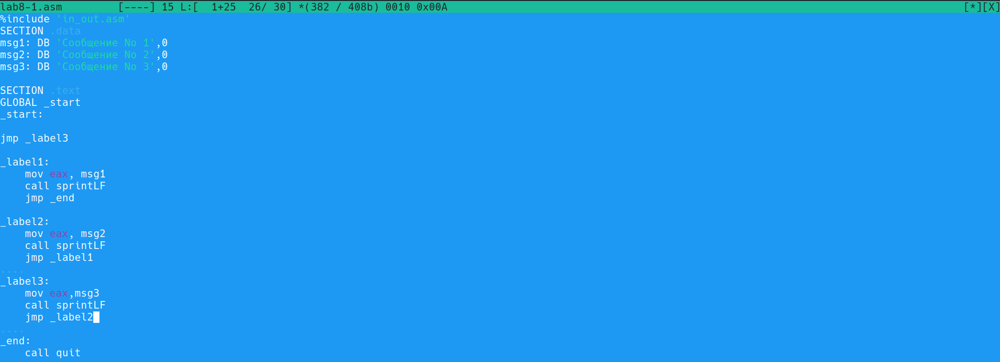 lab8-1.asm         [----] 15 L:[  1+25  26/ 30] *(382 / 408b) 0010 0x00A [*][X]
%include 'in_out.asm'
SECTION .data
msg1: DB 'Сообщение No 1',0
msg2: DB 'Сообщение No 2',0
msg3: DB 'Сообщение No 3',0
SECTION .text
GLOBAL _start
_start:
jmp _label3
_label1:
    mov eax, msg1
    call sprintLF
    jmp _end
_label2:
    mov eax, msg2
    call sprintLF
    jmp _label1
....
_label3:
    mov eax,msg3
    call sprintLF
    jmp _label2
....
_end:
    call quit